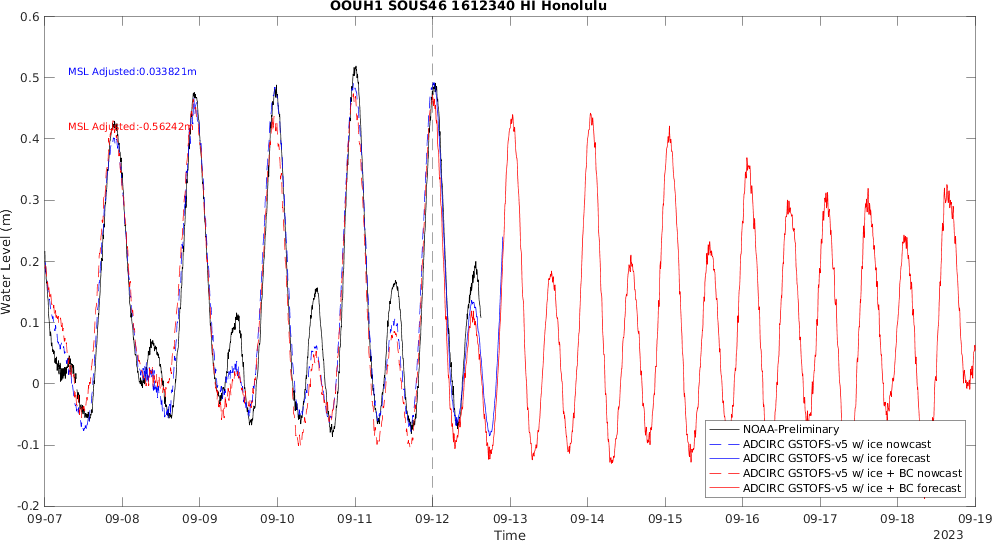 OOUH1 SOUS46 1612340 HI Honolulu
MSL Adjusted:0.033821m
MSL Adjusted:-0.56242m
Water Level (m)
0.6
0.5
0.4
0.3
0.2
0.1
0
-0.1
-0.2
NOAA-Preliminary
ADCIRC GSTOFS-v5 w/ ice nowcast
ADCIRC GSTOFS-v5 w/ ice forecast
ADCIRC GSTOFS-v5 w/ ice + BC nowcast
ADCIRC GSTOFS-v5 w/ ice + BC forecast
09-07 09-08 09-09 09-10 09-11 09-12 09-13 09-14 09-15 09-16 09-17 09-18 09-19
Time
2023